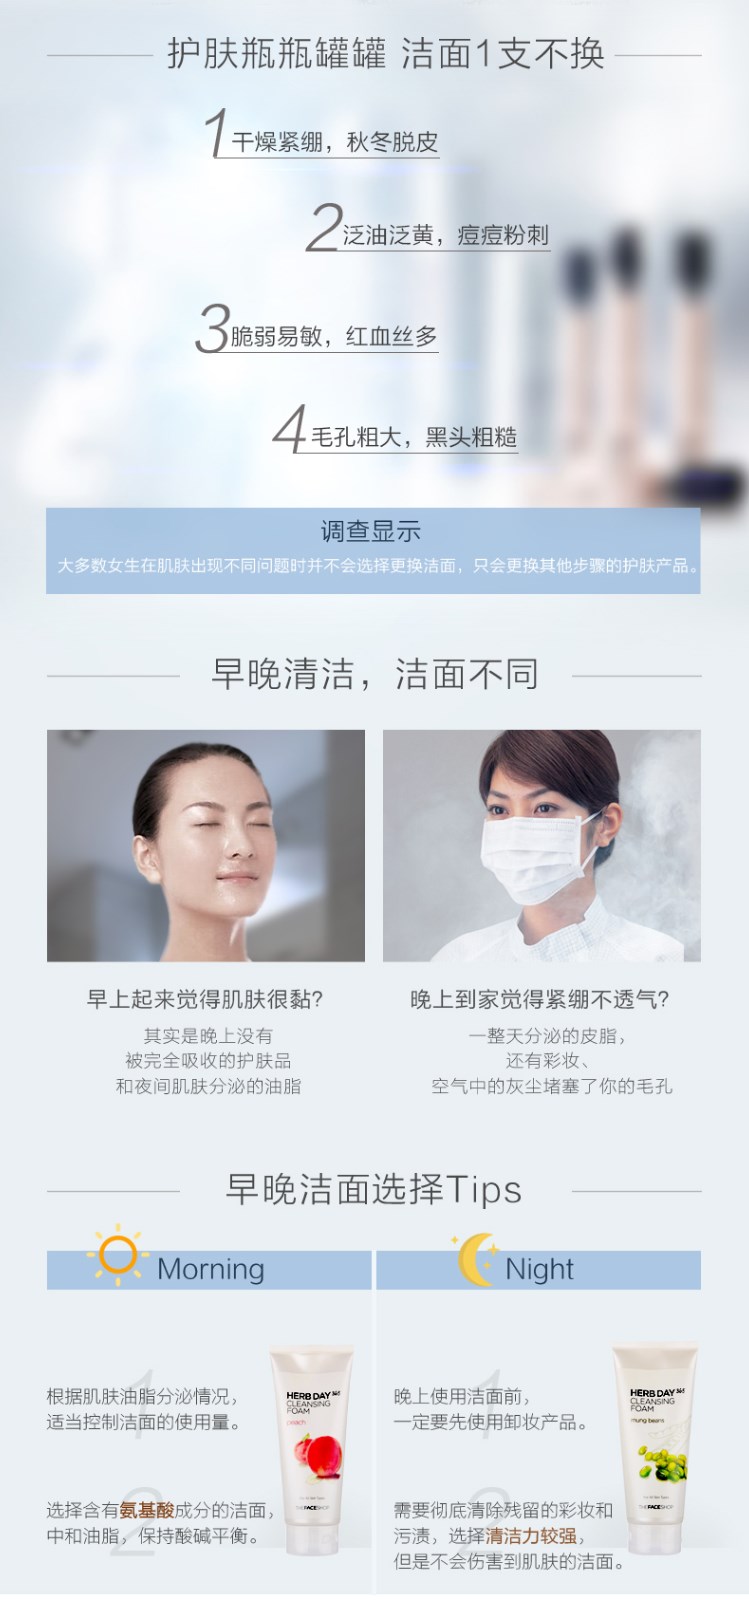 护肤瓶瓶罐罐 洁面1支不换
1 干燥紧绷，秋冬脱皮
2 泛油泛黄，痘痘粉刺
3 脆弱易敏，红血丝多
4 毛孔粗大，黑头粗糙
调查显示
大多数女生在肌肤出现不同问题时并不会选择更换洁面，只会更换其他步骤的护肤产品。
早晚清洁，洁面不同
早上起来觉得肌肤很黏?
其实是晚上没有
被完全吸收的护肤品
和夜间肌肤分泌的油脂
晚上到家觉得紧绷不透气?
一整天分泌的皮脂，
还有彩妆、
空气中的灰尘堵塞了你的毛孔
早晚洁面选择Tips
Morning
1
根据肌肤油脂分泌情况，
适当控制洁面的使用量。
2
选择含有氨基酸成分的洁面，
中和油脂，保持酸碱平衡。
HERB DAY 365
CLEANSING
FOAM
peach
THEFACESHOP
Night
1
晚上使用洁面前，
一定要先使用卸妆产品。
2
需要彻底清除残留的彩妆和
污渍，选择清洁力较强，
但是不会伤害到肌肤的洁面。
HERB DAY 365
CLEANSING
FOAM
mung beans
THEFACESHOP